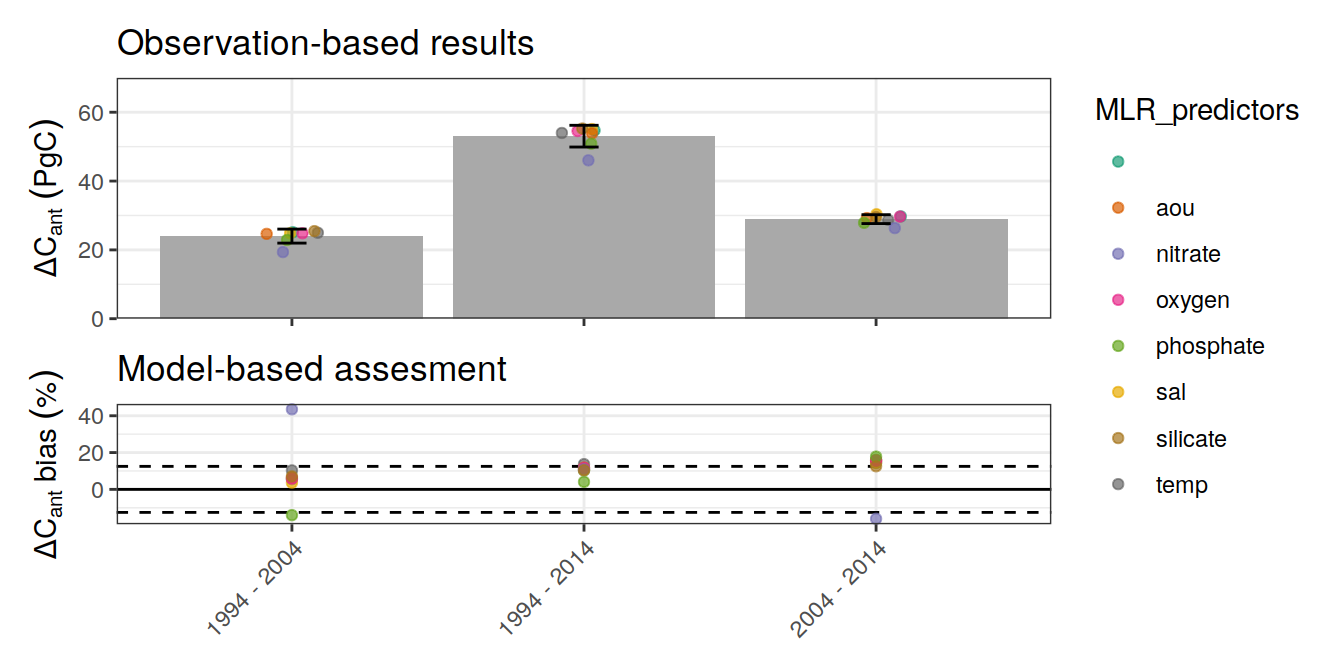 Observation-based results
ΔCant (PgC)
60
40
20
0
Model-based assesment
ΔCant bias (%)
40
20
0
1994 - 2004
1994 - 2014
2004 - 2014
MLR_predictors
aou
nitrate
oxygen
phosphate
sal
silicate
temp